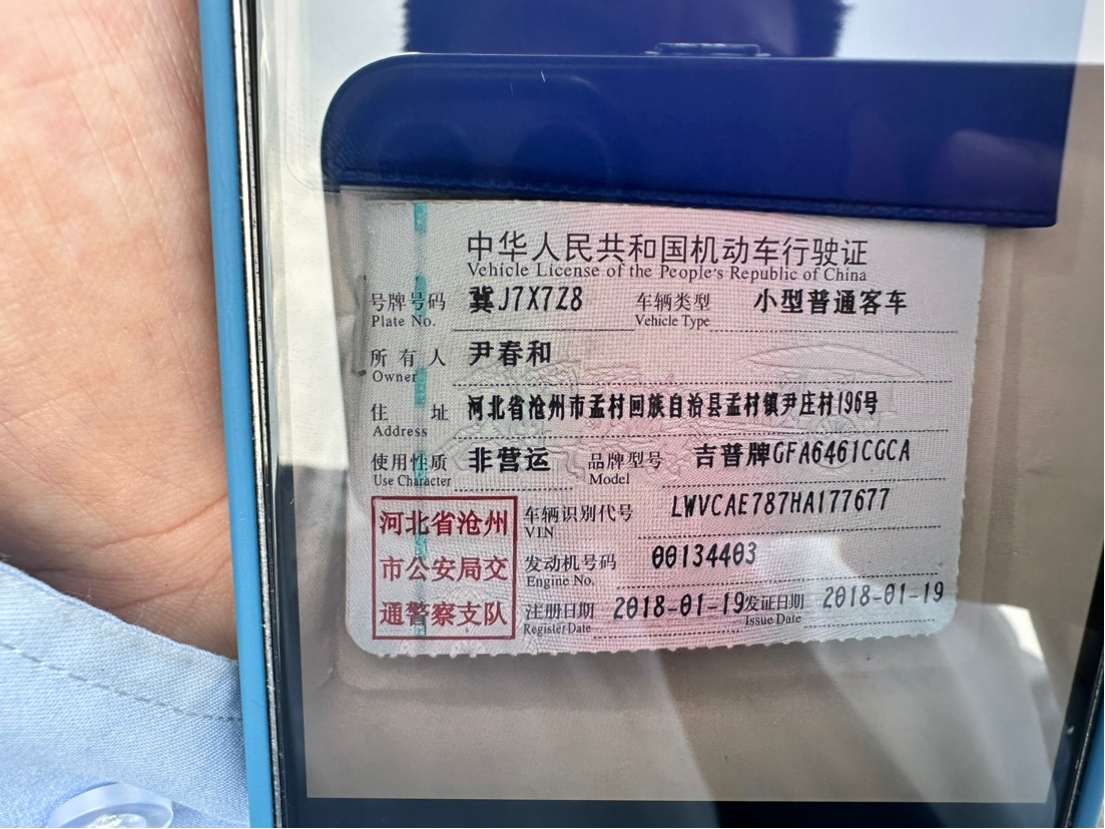 中华人民共和国机动车行驶证
Vehicle License of the People's Republic of China
号牌号码 冀J7X7Z8 车辆类型 小型普通客车
Plate No. Vehicle Type
所有人 尹春和
Owner
住址 河北省沧州市孟村回族自治县孟村镇尹庄村196号
Address
使用性质 非营运 品牌型号 吉普牌GFA6461CGCA
Use Character Model
河北省沧州
市公安局交
通警察支队
车辆识别代号 LWVCAE787HA177677
VIN
发动机号码 00134403
Engine No.
注册日期 2018-01-19 发证日期 2018-01-19
Register Date Issue Date